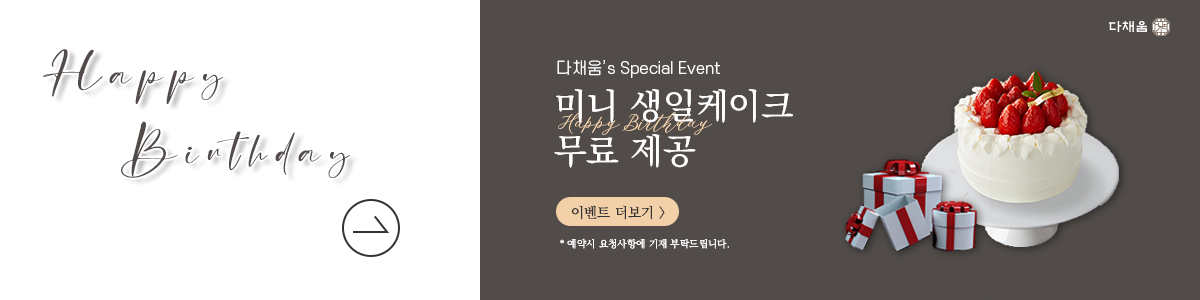 Happy
Birthday
다채움
다채움's Special Event
미니 생일케이크
Happy Birthday
무료 제공
이벤트 더보기 〉
* 예약시 요청사항에 기재 부탁드립니다.